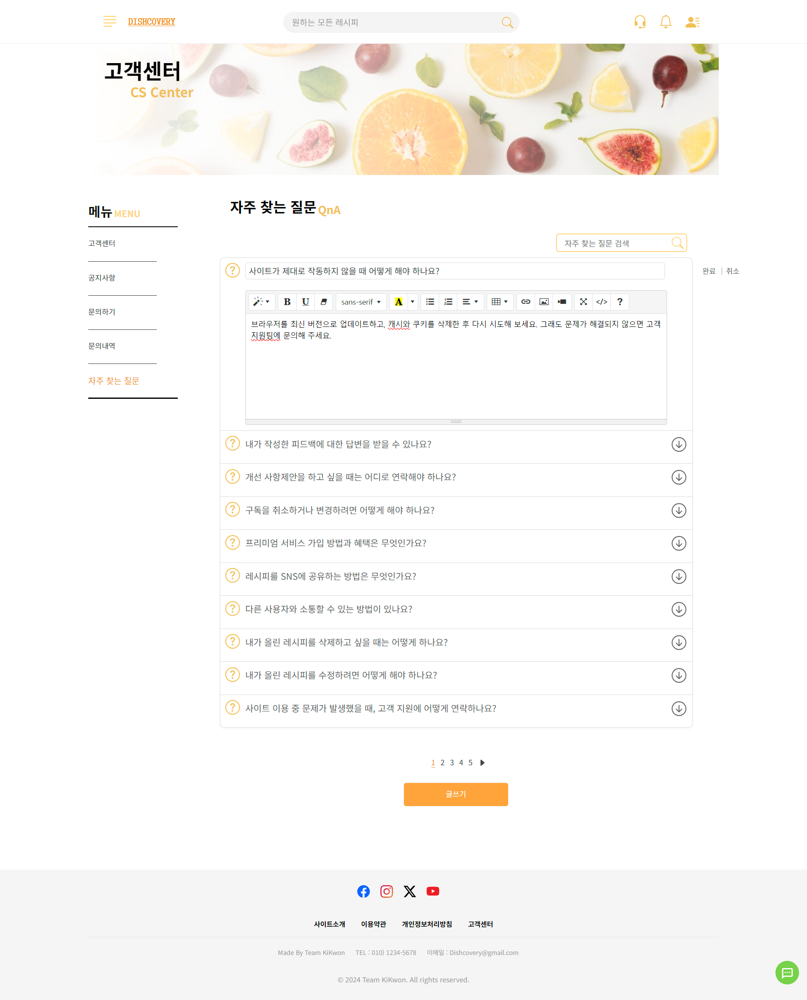 DISHCOVERY
원하는 모든 레시피
고객센터
CS Center
메뉴 MENU
고객센터
공지사항
문의하기
문의내역
자주 찾는 질문
자주 찾는 질문 QnA
자주 찾는 질문 검색
사이트가 제대로 작동하지 않을 때 어떻게 해야 하나요?
완료 | 취소
B U sans-serif A </> ?
브라우저를 최신 버전으로 업데이트하고, 캐시와 쿠키를 삭제한 후 다시 시도해 보세요. 그래도 문제가 해결되지 않으면 고객
지원팀에 문의해 주세요.
내가 작성한 피드백에 대한 답변을 받을 수 있나요?
개선 사항제안을 하고 싶을 때는 어디로 연락해야 하나요?
구독을 취소하거나 변경하려면 어떻게 해야 하나요?
프리미엄 서비스 가입 방법과 혜택은 무엇인가요?
레시피를 SNS에 공유하는 방법은 무엇인가요?
다른 사용자와 소통할 수 있는 방법이 있나요?
내가 올린 레시피를 삭제하고 싶을 때는 어떻게 하나요?
내가 올린 레시피를 수정하려면 어떻게 해야 하나요?
사이트 이용 중 문제가 발생했을 때, 고객 지원에 어떻게 연락하나요?
1 2 3 4 5
글쓰기
사이트소개 이용약관 개인정보처리방침 고객센터
Made By Team KiKwon TEL : 010) 1234-5678 이메일 : Dishcovery@gmail.com
© 2024 Team KiKwon. All rights reserved.